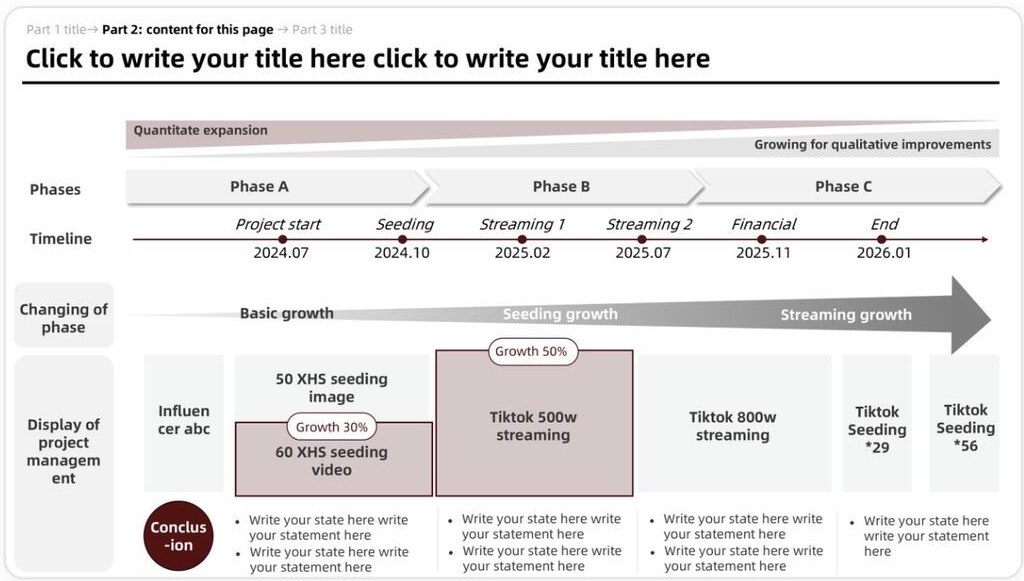 Part 1 title→ Part 2: content for this page → Part 3 title
Click to write your title here click to write your title here
Quantitate expansion
Growing for qualitative improvements
Phases
Phase A
Phase B
Phase C
Timeline
Project start
Seeding
Streaming 1
Streaming 2
Financial
End
2024.07
2024.10
2025.02
2025.07
2025.11
2026.01
Changing of
phase
Basic growth
Seeding growth
Streaming growth
Display of
project
managem
ent
Influen
cer abc
50 XHS seeding
image
Growth 30%
60 XHS seeding
video
Growth 50%
Tiktok 500w
streaming
Tiktok 800w
streaming
Tiktok
Seeding
*29
Tiktok
Seeding
*56
Conclus
-ion
• Write your state here write
your statement here
• Write your state here write
your statement here
• Write your state here write
your statement here
• Write your state here write
your statement here
• Write your state here write
your statement here
• Write your state here write
your statement here
• Write your state here
write your statement
here